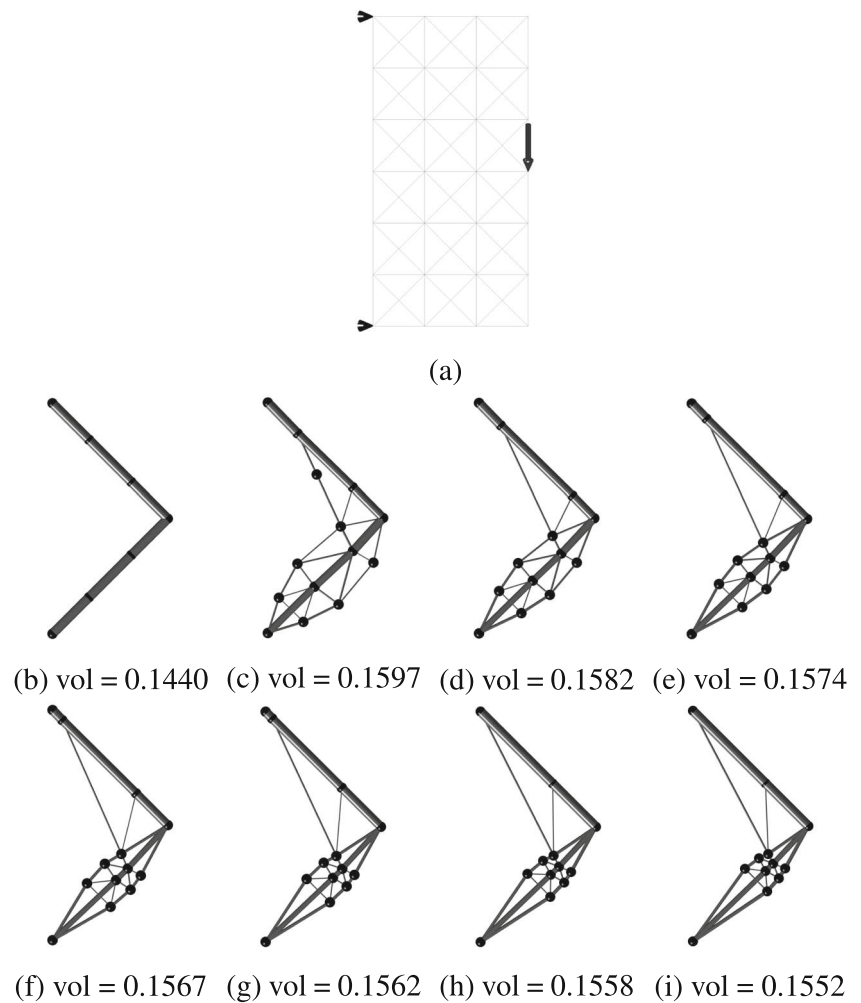 (a)
(b) vol = 0.1440 (c) vol = 0.1597 (d) vol = 0.1582 (e) vol = 0.1574
(f) vol = 0.1567 (g) vol = 0.1562 (h) vol = 0.1558 (i) vol = 0.1552